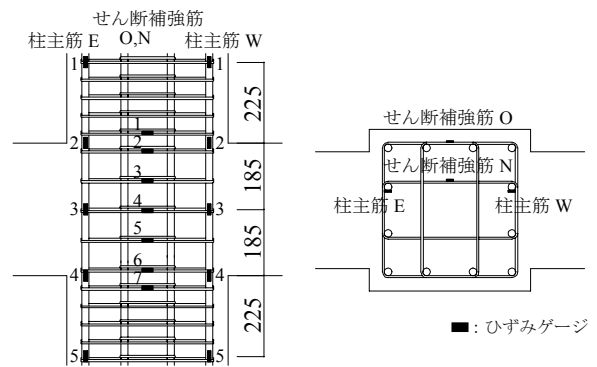 せん断補強筋
柱主筋 E O,N 柱主筋 W
1 1
225
1
2 2 2
3
185
3 4 3
5
185
6
4 7 4
225
5 5
せん断補強筋 O
せん断補強筋 N
柱主筋 E 柱主筋 W
■：ひずみゲージ